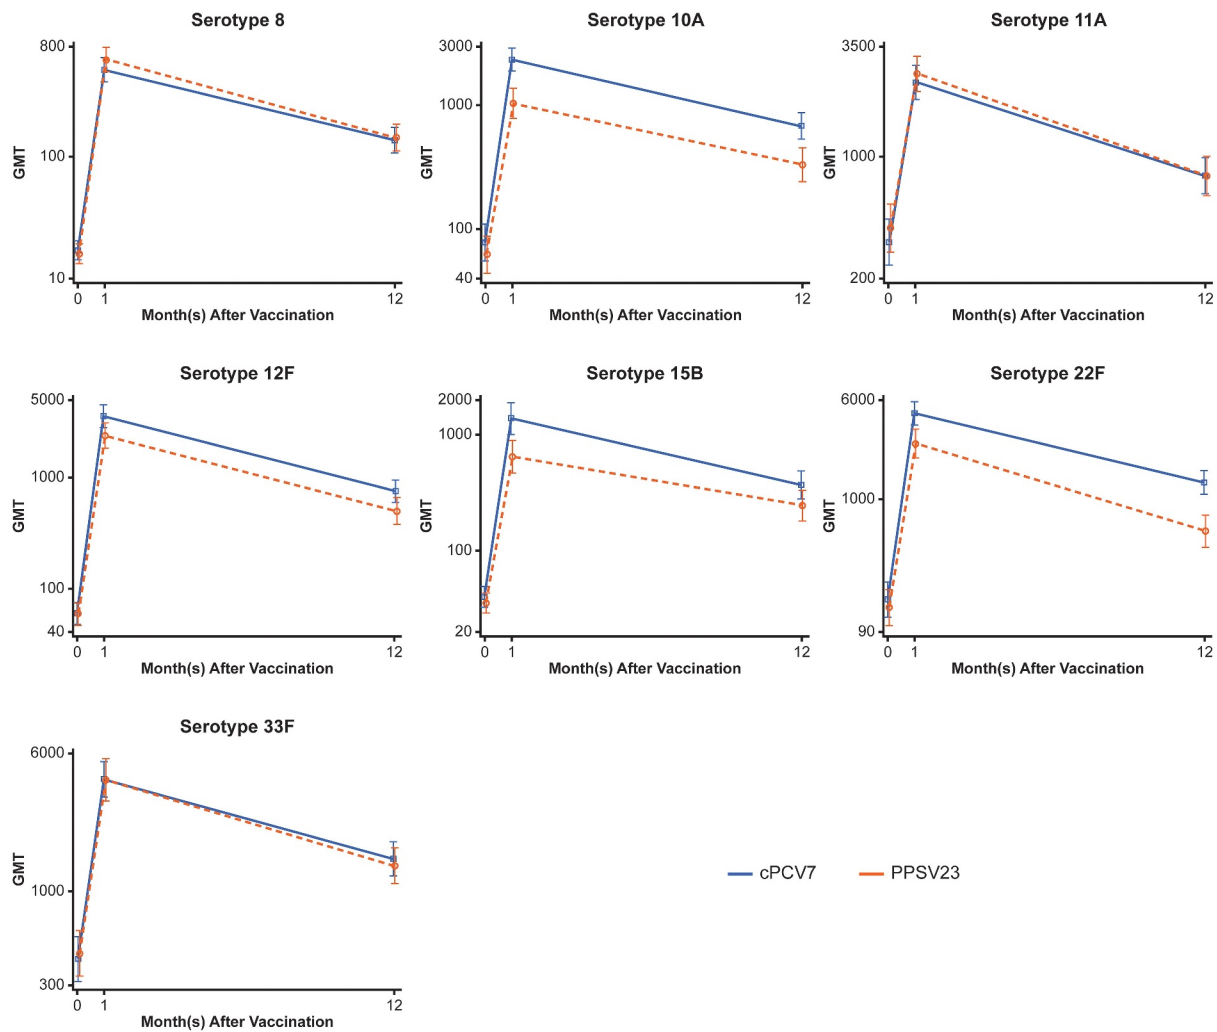 Serotype 8
800
100
10
GMT
0 1 12
Month(s) After Vaccination
Serotype 10A
3000
1000
100
40
GMT
0 1 12
Month(s) After Vaccination
Serotype 11A
3500
1000
200
GMT
0 1 12
Month(s) After Vaccination
Serotype 12F
5000
1000
100
40
GMT
0 1 12
Month(s) After Vaccination
Serotype 15B
2000
1000
100
20
GMT
0 1 12
Month(s) After Vaccination
Serotype 22F
6000
1000
90
GMT
0 1 12
Month(s) After Vaccination
Serotype 33F
6000
1000
300
GMT
0 1 12
Month(s) After Vaccination
cPCV7 PPSV23